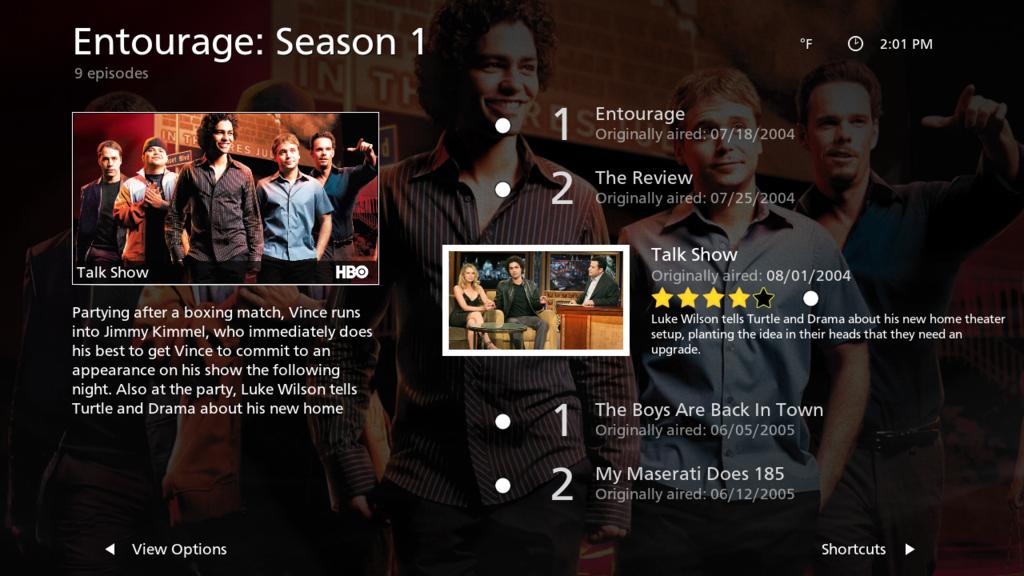 Entourage: Season 1
9 episodes
°F
2:01 PM
Talk Show
HBO
Partying after a boxing match, Vince runs
into Jimmy Kimmel, who immediately does
his best to get Vince to commit to an
appearance on his show the following
night. Also at the party, Luke Wilson tells
Turtle and Drama about his new home
1 Entourage
Originally aired: 07/18/2004
2 The Review
Originally aired: 07/25/2004
Talk Show
Originally aired: 08/01/2004
Luke Wilson tells Turtle and Drama about his new home theater
setup, planting the idea in their heads that they need an
upgrade.
1 The Boys Are Back In Town
Originally aired: 06/05/2005
2 My Maserati Does 185
Originally aired: 06/12/2005
View Options
Shortcuts